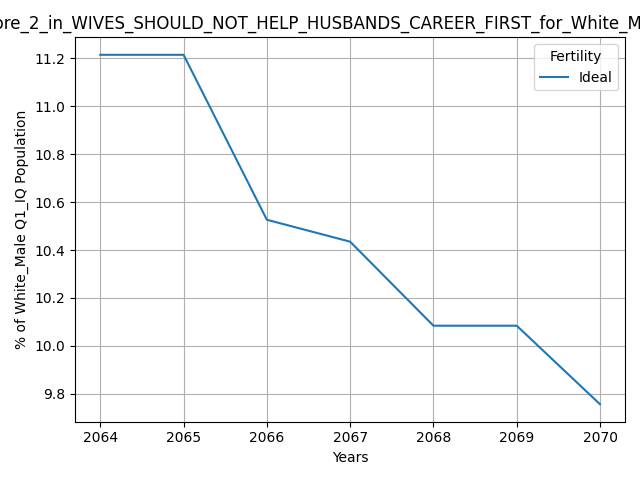 ore_2_in_WIVES_SHOULD_NOT_HELP_HUSBANDS_CAREER_FIRST_for_White_M
Fertility
Ideal
% of White_Male Q1_IQ Population
11.2
11.0
10.8
10.6
10.4
10.2
10.0
9.8
2064 2065 2066 2067 2068 2069 2070
Years